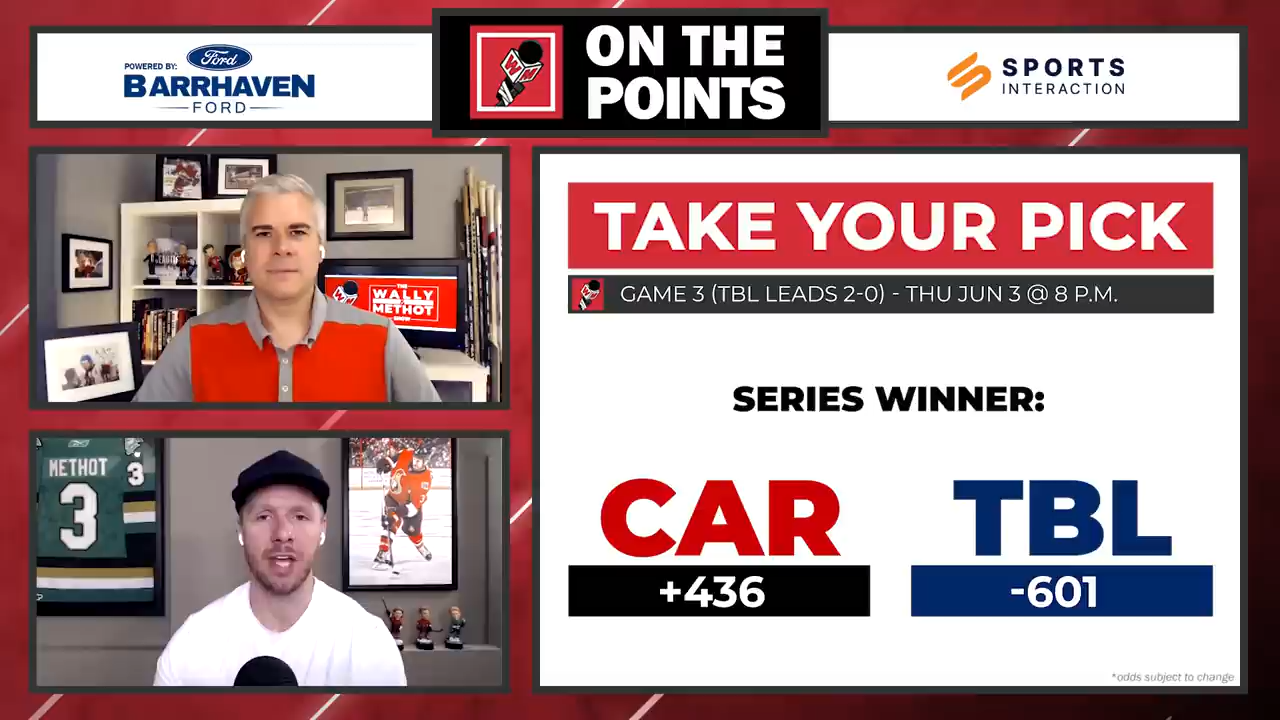 POWERED BY:
Ford
BARRHAVEN
FORD
WM
ON THE
POINTS
SPORTS
INTERACTION
THE
WALLY
METHOT
SHOW
METHOT
3
3
TAKE YOUR PICK
GAME 3 (TBL LEADS 2-0) - THU JUN 3 @ 8 P.M.
SERIES WINNER:
CAR
TBL
+436
-601
*odds subject to change